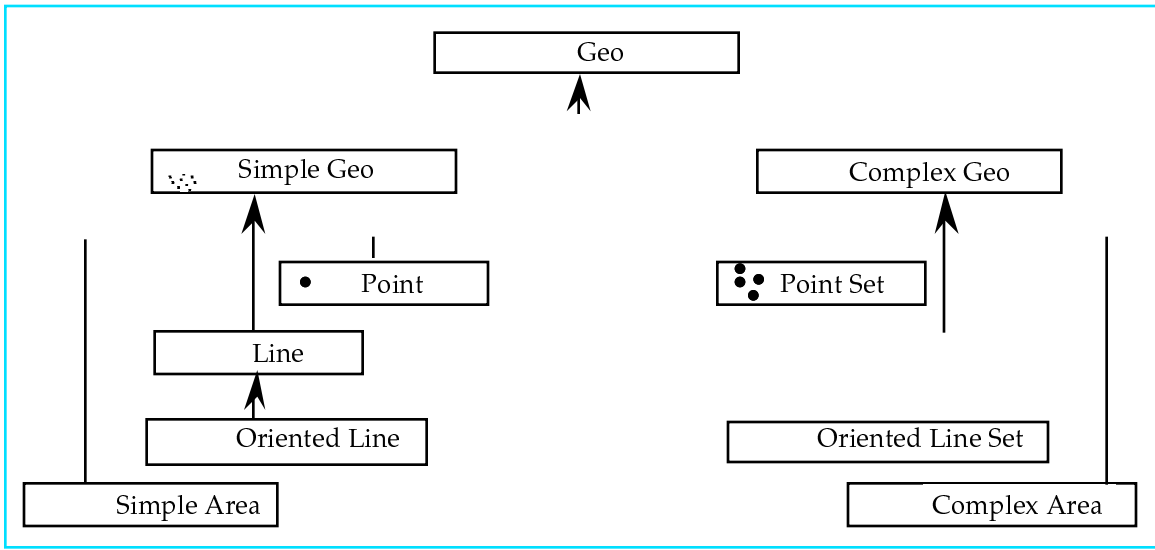 Geo
Simple Geo
Complex Geo
Point
Point Set
Line
Oriented Line
Oriented Line Set
Simple Area
Complex Area